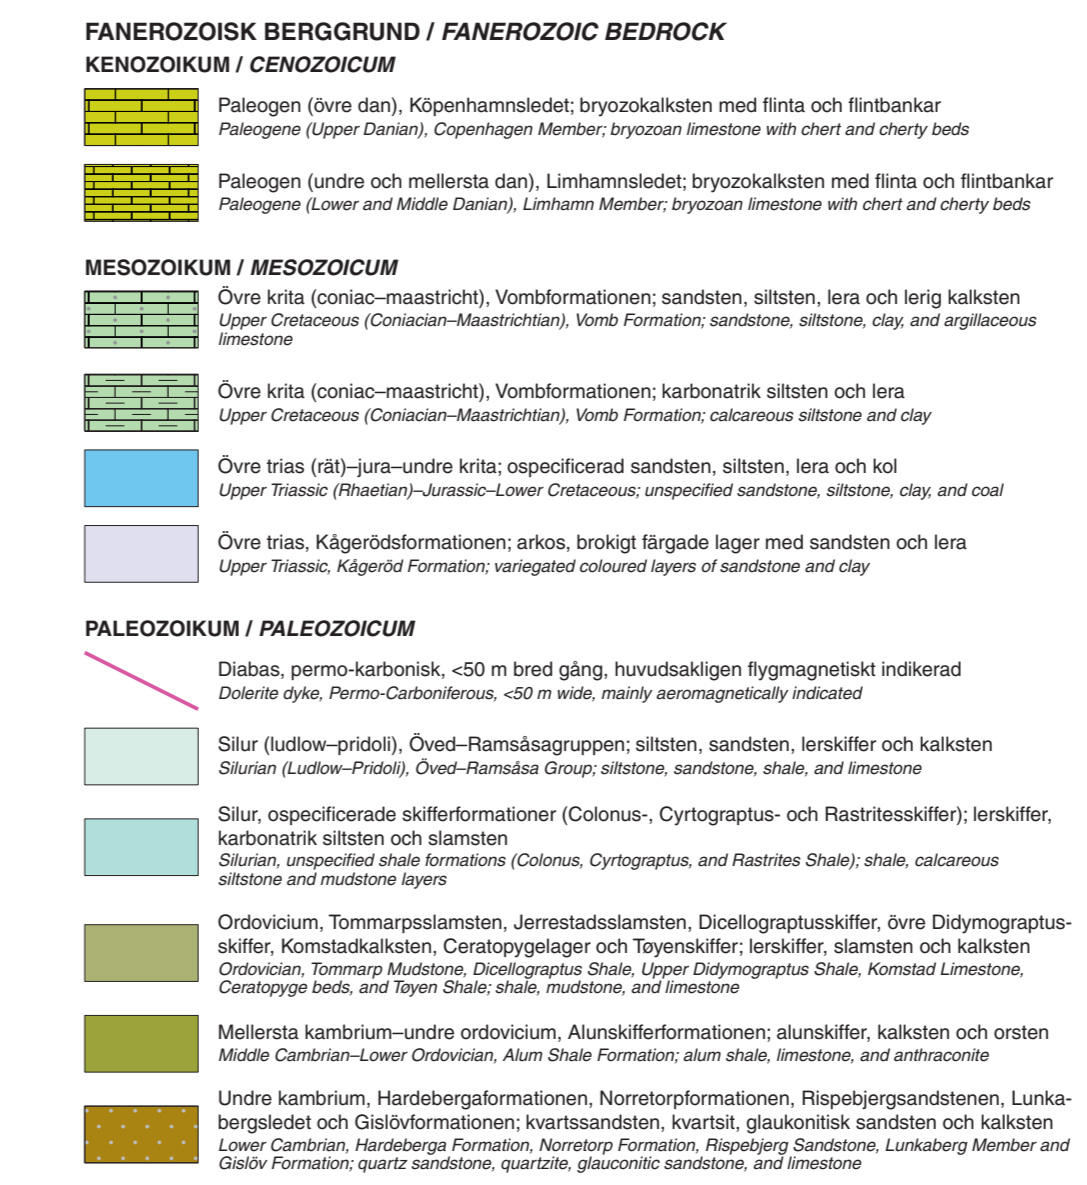 FANEROZOISK BERGGRUND / FANEROZOIC BEDROCK
KENOZOIKUM / CENOZOICUM
Paleogen (övre dan), Köpenhamnsledet; bryozokalksten med flinta och flintbankar
Paleogene (Upper Danian), Copenhagen Member; bryozoan limestone with chert and cherty beds
Paleogen (undre och mellersta dan), Limhamnsledet; bryozokalksten med flinta och flintbankar
Paleogene (Lower and Middle Danian), Limhamn Member; bryozoan limestone with chert and cherty beds
MESOZOIKUM / MESOZOICUM
Övre krita (coniac–maastricht), Vombformationen; sandsten, siltsten, lera och lerig kalksten
Upper Cretaceous (Coniacian–Maastrichtian), Vomb Formation; sandstone, siltstone, clay, and argillaceous
limestone
Övre krita (coniac–maastricht), Vombformationen; karbonatrik siltsten och lera
Upper Cretaceous (Coniacian–Maastrichtian), Vomb Formation; calcareous siltstone and clay
Övre trias (rät)–jura–undre krita; ospecificerad sandsten, siltsten, lera och kol
Upper Triassic (Rhaetian)–Jurassic–Lower Cretaceous; unspecified sandstone, siltstone, clay, and coal
Övre trias, Kågerödsformationen; arkos, brokigt färgade lager med sandsten och lera
Upper Triassic, Kågeröd Formation; variegated coloured layers of sandstone and clay
PALEOZOIKUM / PALEOZOICUM
Diabas, permo-karbonisk, <50 m bred gång, huvudsakligen flygmagnetiskt indikerad
Dolerite dyke, Permo-Carboniferous, <50 m wide, mainly aeromagnetically indicated
Silur (ludlow–pridoli), Öved–Ramsåsagruppen; siltsten, sandsten, lerskiffer och kalksten
Silurian (Ludlow–Pridoli), Öved–Ramsåsa Group; siltstone, sandstone, shale, and limestone
Silur, ospecificerade skifferformationer (Colonus-, Cyrtograptus- och Rastritesskiffer); lerskiffer,
karbonatrik siltsten och slamsten
Silurian, unspecified shale formations (Colonus, Cyrtograptus, and Rastrites Shale); shale, calcareous
siltstone and mudstone layers
Ordovicium, Tommarpsslamsten, Jerrestadsslamsten, Dicellograptusskiffer, övre Didymograptus-
skiffer, Komstadkalksten, Ceratopygelager och Tøyenskiffer; lerskiffer, slamsten och kalksten
Ordovician, Tommarp Mudstone, Dicellograptus Shale, Upper Didymograptus Shale, Komstad Limestone,
Ceratopyge beds, and Tøyen Shale; shale, mudstone, and limestone
Mellersta kambrium–undre ordovicium, Alunskifferformationen; alunskiffer, kalksten och orsten
Middle Cambrian–Lower Ordovician, Alum Shale Formation; alum shale, limestone, and anthraconite
Undre kambrium, Hardebergaformationen, Norretorpformationen, Rispebjergsandstenen, Lunka-
bergsledet och Gislövformationen; kvartssandsten, kvartsit, glaukonitisk sandsten och kalksten
Lower Cambrian, Hardeberga Formation, Norretorp Formation, Rispebjerg Sandstone, Lunkaberg Member and
Gislöv Formation; quartz sandstone, quartzite, glauconitic sandstone, and limestone